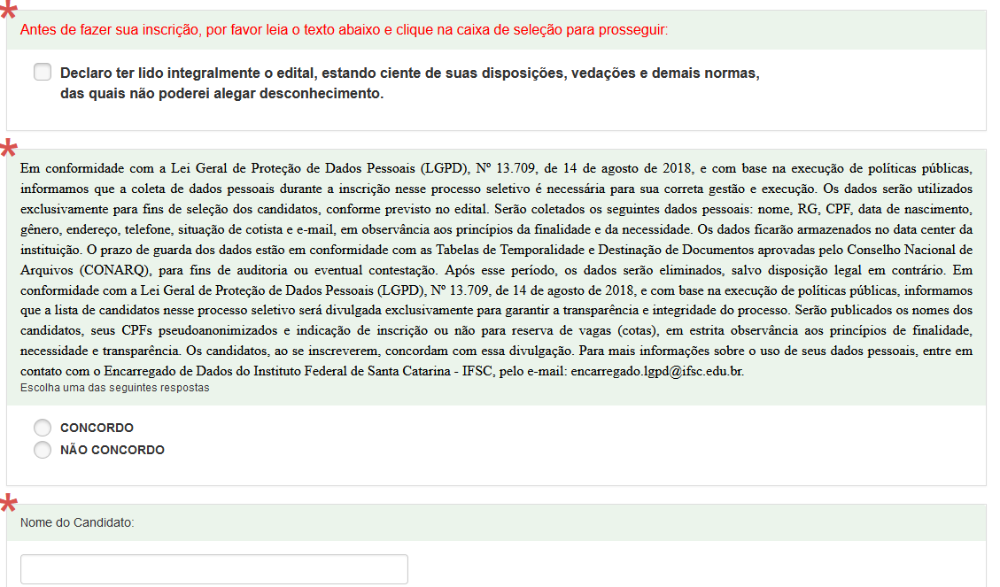 *
Antes de fazer sua inscrição, por favor leia o texto abaixo e clique na caixa de seleção para prosseguir:
Declaro ter lido integralmente o edital, estando ciente de suas disposições, vedações e demais normas,
das quais não poderei alegar desconhecimento.
*
Em conformidade com a Lei Geral de Proteção de Dados Pessoais (LGPD), Nº 13.709, de 14 de agosto de 2018, e com base na execução de políticas públicas,
informamos que a coleta de dados pessoais durante a inscrição nesse processo seletivo é necessária para sua correta gestão e execução. Os dados serão utilizados
exclusivamente para fins de seleção dos candidatos, conforme previsto no edital. Serão coletados os seguintes dados pessoais: nome, RG, CPF, data de nascimento,
gênero, endereço, telefone, situação de cotista e e-mail, em observância aos princípios da finalidade e da necessidade. Os dados ficarão armazenados no data center da
instituição. O prazo de guarda dos dados estão em conformidade com as Tabelas de Temporalidade e Destinação de Documentos aprovadas pelo Conselho Nacional de
Arquivos (CONARQ), para fins de auditoria ou eventual contestação. Após esse período, os dados serão eliminados, salvo disposição legal em contrário. Em
conformidade com a Lei Geral de Proteção de Dados Pessoais (LGPD), Nº 13.709, de 14 de agosto de 2018, e com base na execução de políticas públicas, informamos
que a lista de candidatos nesse processo seletivo será divulgada exclusivamente para garantir a transparência e integridade do processo. Serão publicados os nomes dos
candidatos, seus CPFs pseudoanonimizados e indicação de inscrição ou não para reserva de vagas (cotas), em estrita observância aos princípios de finalidade,
necessidade e transparência. Os candidatos, ao se inscreverem, concordam com essa divulgação. Para mais informações sobre o uso de seus dados pessoais, entre em
contato com o Encarregado de Dados do Instituto Federal de Santa Catarina - IFSC, pelo e-mail: encarregado.lgpd@ifsc.edu.br.
Escolha uma das seguintes respostas
CONCORDO
NÃO CONCORDO
*
Nome do Candidato: